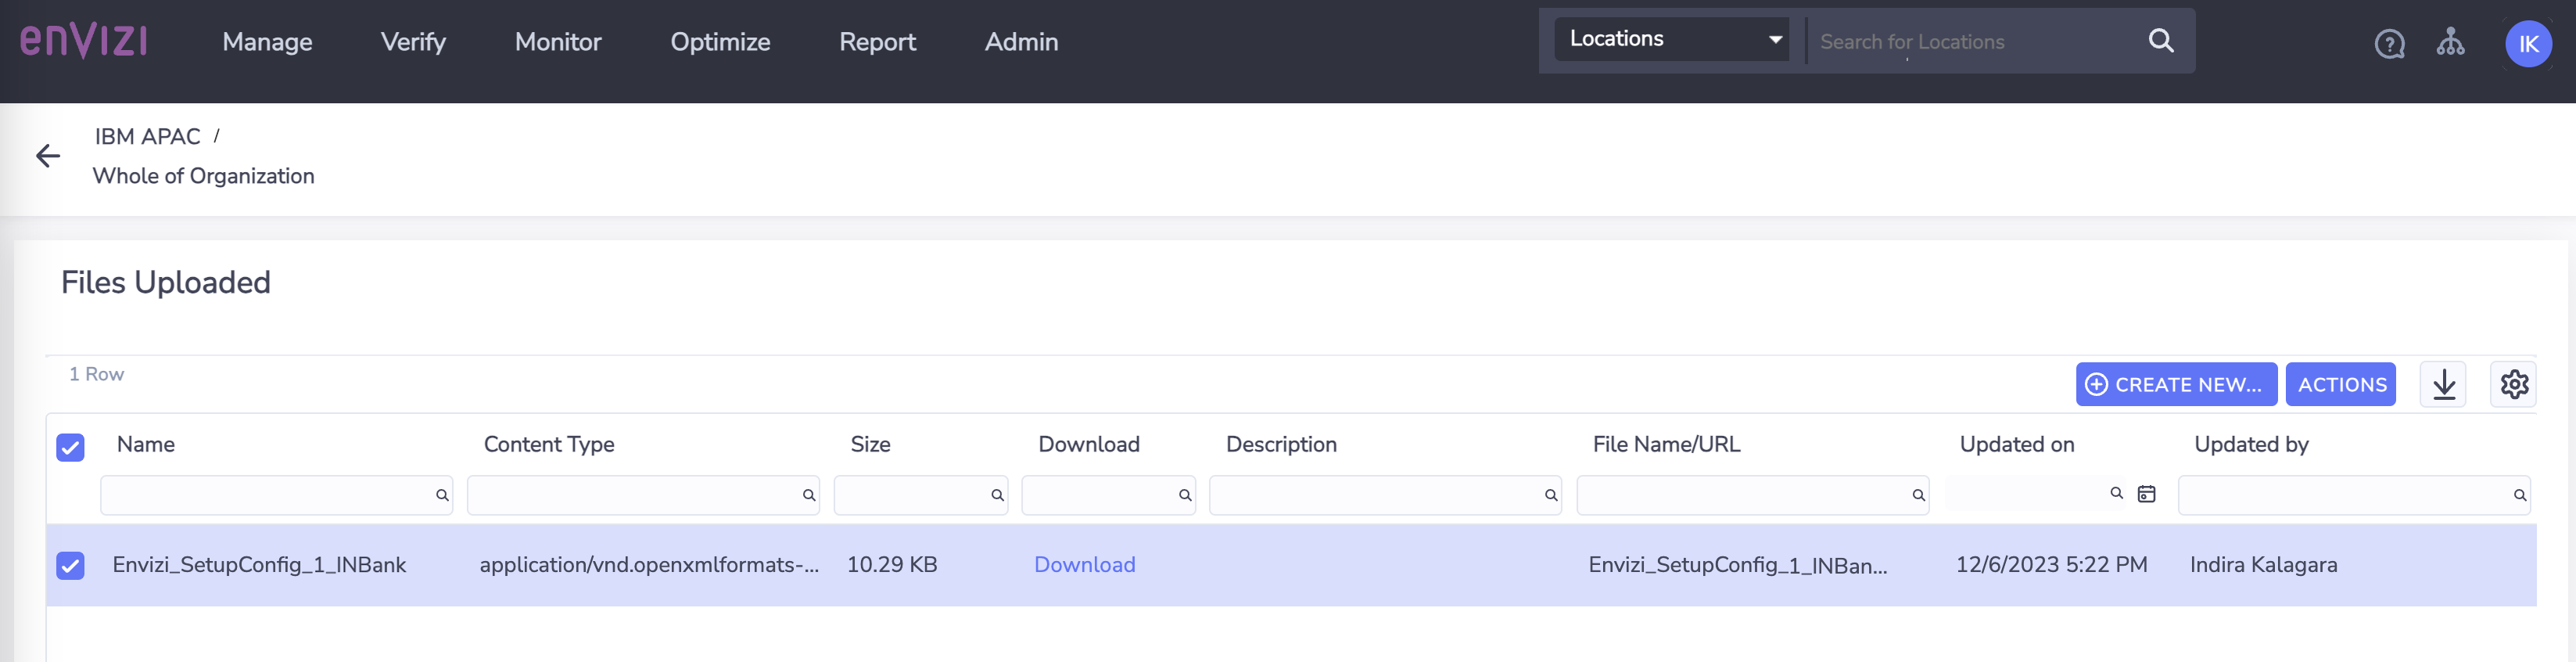 enVizi Manage Verify Monitor Optimize Report Admin Locations Search for Locations IK
IBM APAC /
Whole of Organization
Files Uploaded
1 Row CREATE NEW... ACTIONS
Name Content Type Size Download Description File Name/URL Updated on Updated by
Envizi_SetupConfig_1_INBank application/vnd.openxmlformats-... 10.29 KB Download Envizi_SetupConfig_1_INBan... 12/6/2023 5:22 PM Indira Kalagara